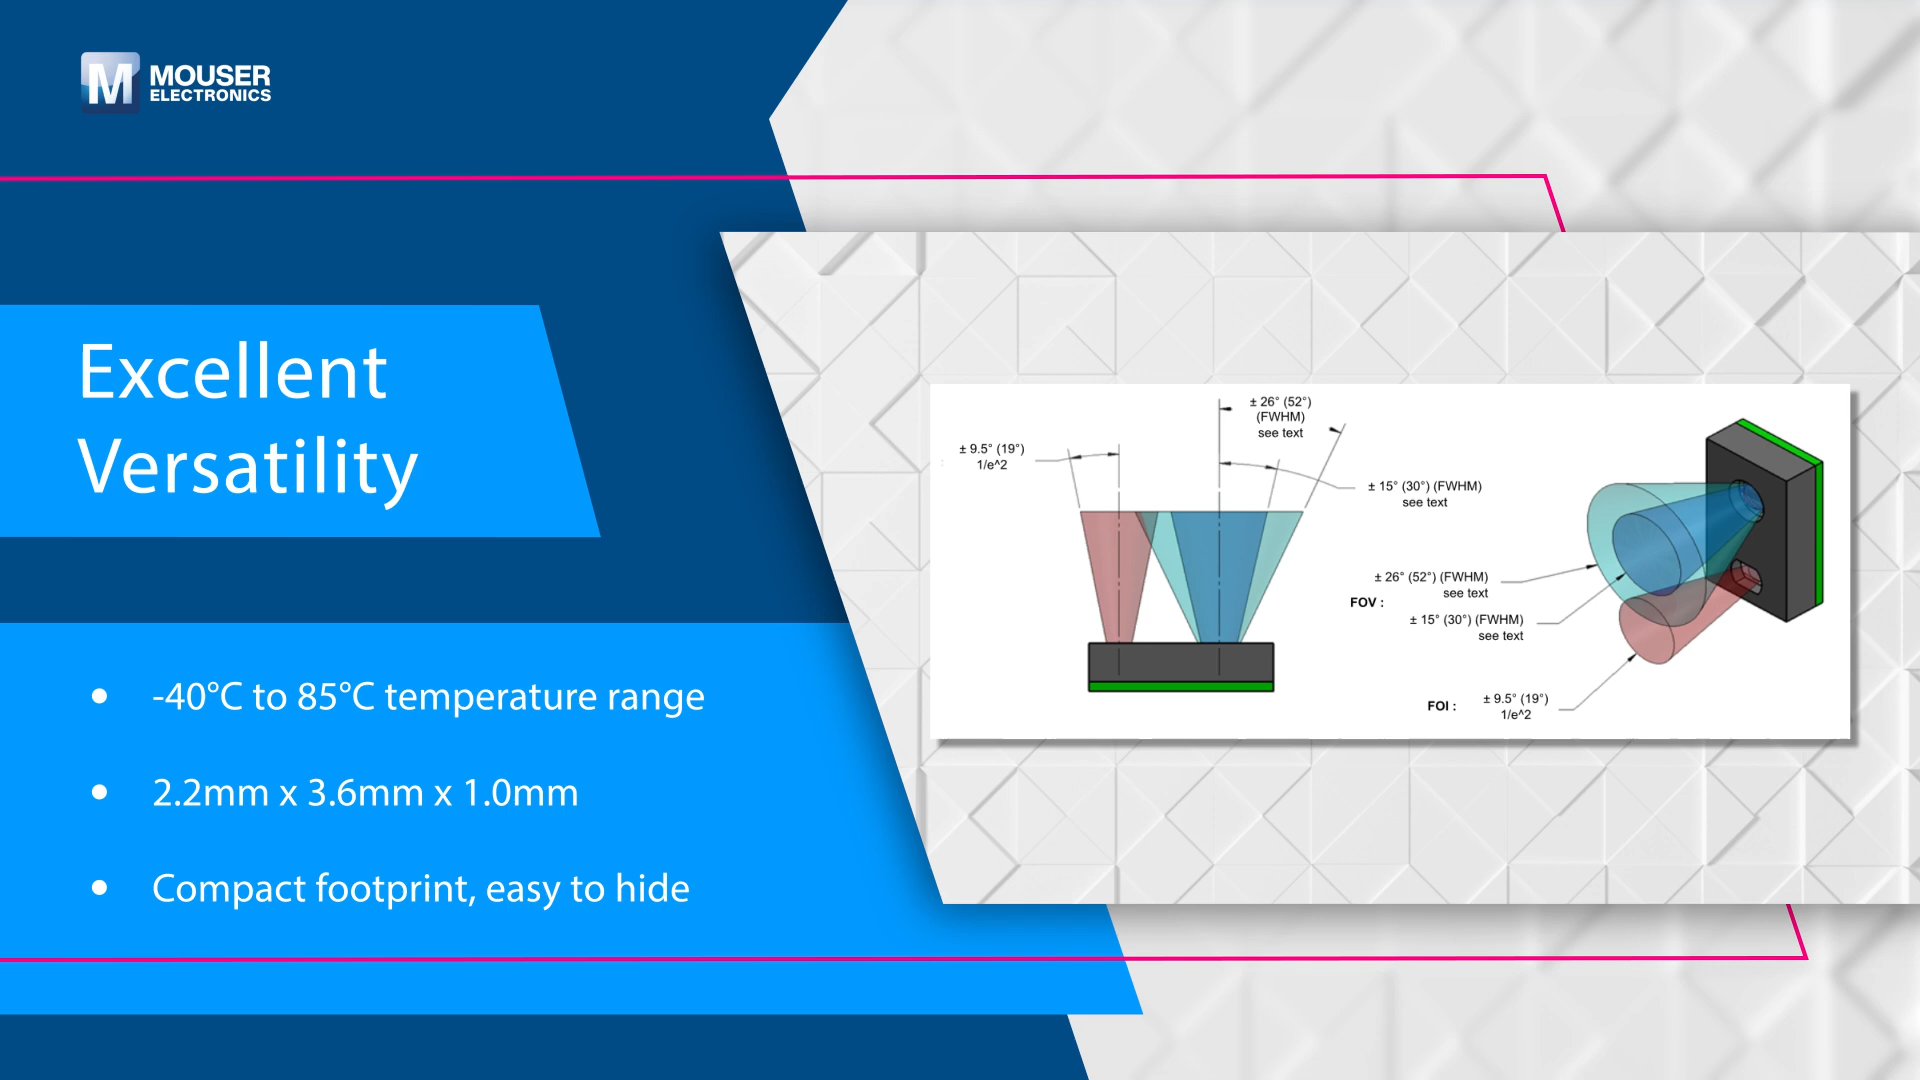 M MOUSER
ELECTRONICS
Excellent
Versatility
-40°C to 85°C temperature range
2.2mm x 3.6mm x 1.0mm
Compact footprint, easy to hide
± 9.5° (19°)
1/e^2
± 26° (52°)
(FWHM)
see text
± 15° (30°) (FWHM)
see text
± 26° (52°) (FWHM)
see text
FOV :
± 15° (30°) (FWHM)
see text
FOI :
± 9.5° (19°)
1/e^2